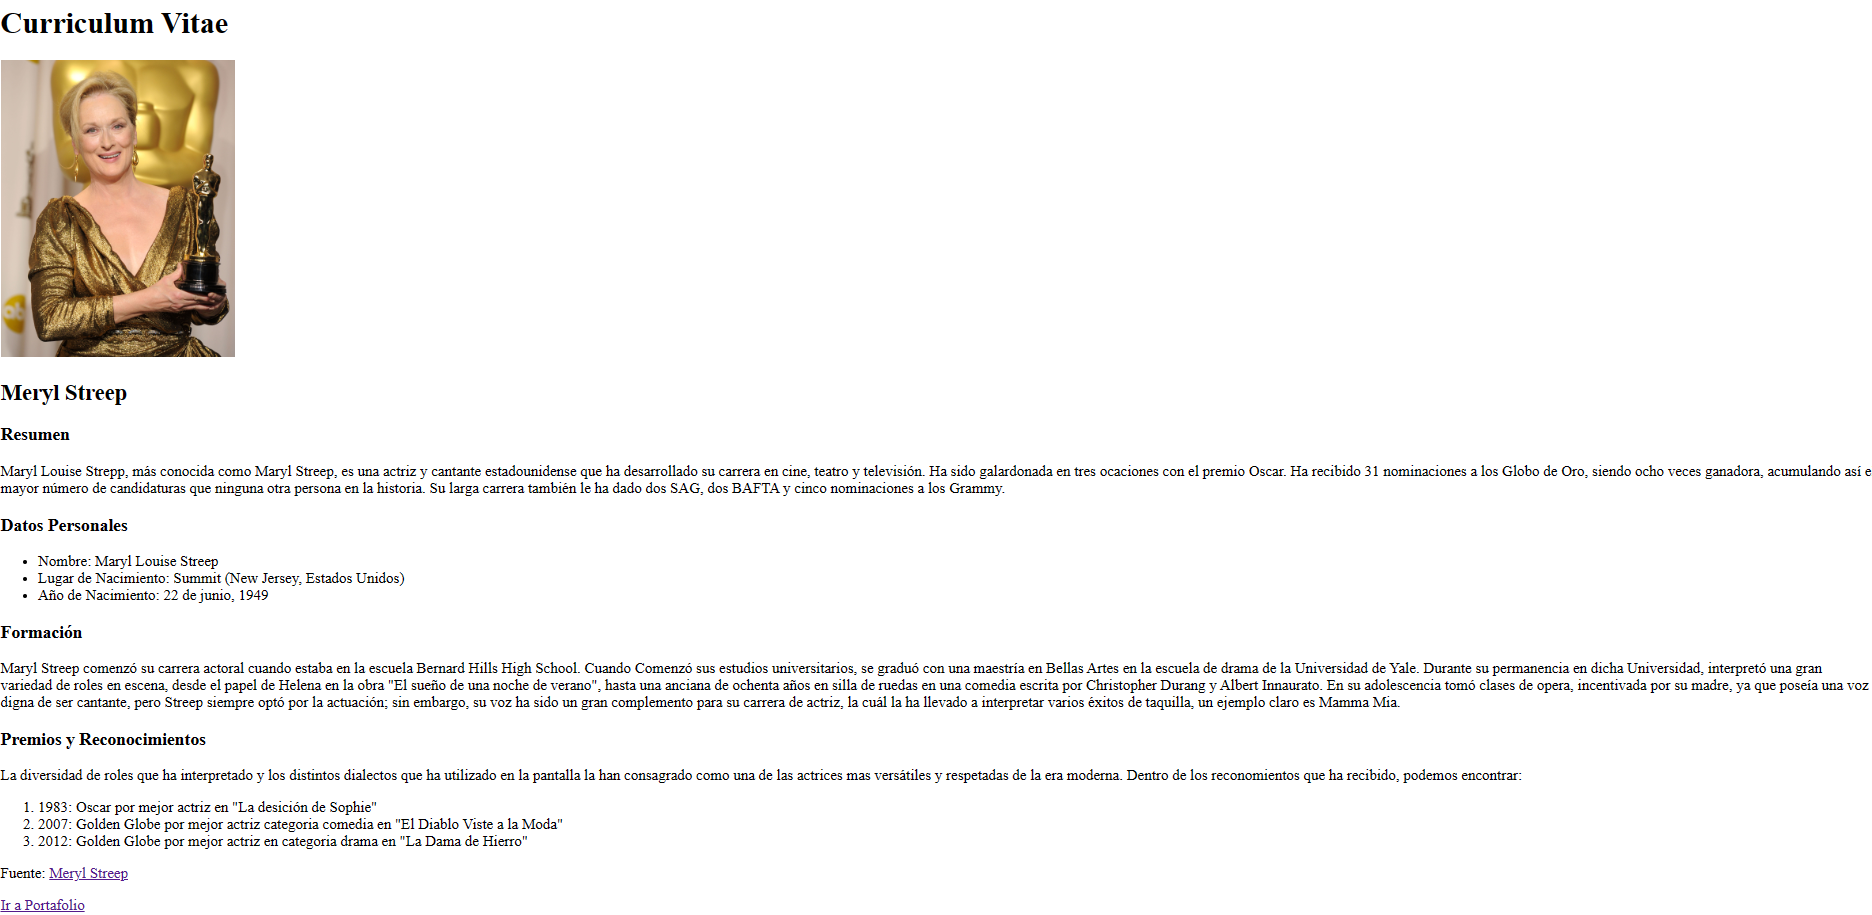 Curriculum Vitae
Meryl Streep
Resumen
Maryl Louise Strepp, más conocida como Maryl Streep, es una actriz y cantante estadounidense que ha desarrollado su carrera en cine, teatro y televisión. Ha sido galardonada en tres ocaciones con el premio Oscar. Ha recibido 31 nominaciones a los Globo de Oro, siendo ocho veces ganadora, acumulando así e
mayor número de candidaturas que ninguna otra persona en la historia. Su larga carrera también le ha dado dos SAG, dos BAFTA y cinco nominaciones a los Grammy.
Datos Personales
• Nombre: Maryl Louise Streep
• Lugar de Nacimiento: Summit (New Jersey, Estados Unidos)
• Año de Nacimiento: 22 de junio, 1949
Formación
Maryl Streep comenzó su carrera actoral cuando estaba en la escuela Bernard Hills High School. Cuando Comenzó sus estudios universitarios, se graduó con una maestría en Bellas Artes en la escuela de drama de la Universidad de Yale. Durante su permanencia en dicha Universidad, interpretó una gran
variedad de roles en escena, desde el papel de Helena en la obra "El sueño de una noche de verano", hasta una anciana de ochenta años en silla de ruedas en una comedia escrita por Christopher Durang y Albert Innaurato. En su adolescencia tomó clases de opera, incentivada por su madre, ya que poseía una voz
digna de ser cantante, pero Streep siempre optó por la actuación; sin embargo, su voz ha sido un gran complemento para su carrera de actriz, la cuál la ha llevado a interpretar varios éxitos de taquilla, un ejemplo claro es Mamma Mia.
Premios y Reconocimientos
La diversidad de roles que ha interpretado y los distintos dialectos que ha utilizado en la pantalla la han consagrado como una de las actrices mas versátiles y respetadas de la era moderna. Dentro de los reconomientos que ha recibido, podemos encontrar:
1. 1983: Oscar por mejor actriz en "La desición de Sophie"
2. 2007: Golden Globe por mejor actriz categoria comedia en "El Diablo Viste a la Moda"
3. 2012: Golden Globe por mejor actriz en categoria drama en "La Dama de Hierro"
Fuente: Meryl Streep
Ir a Portafolio